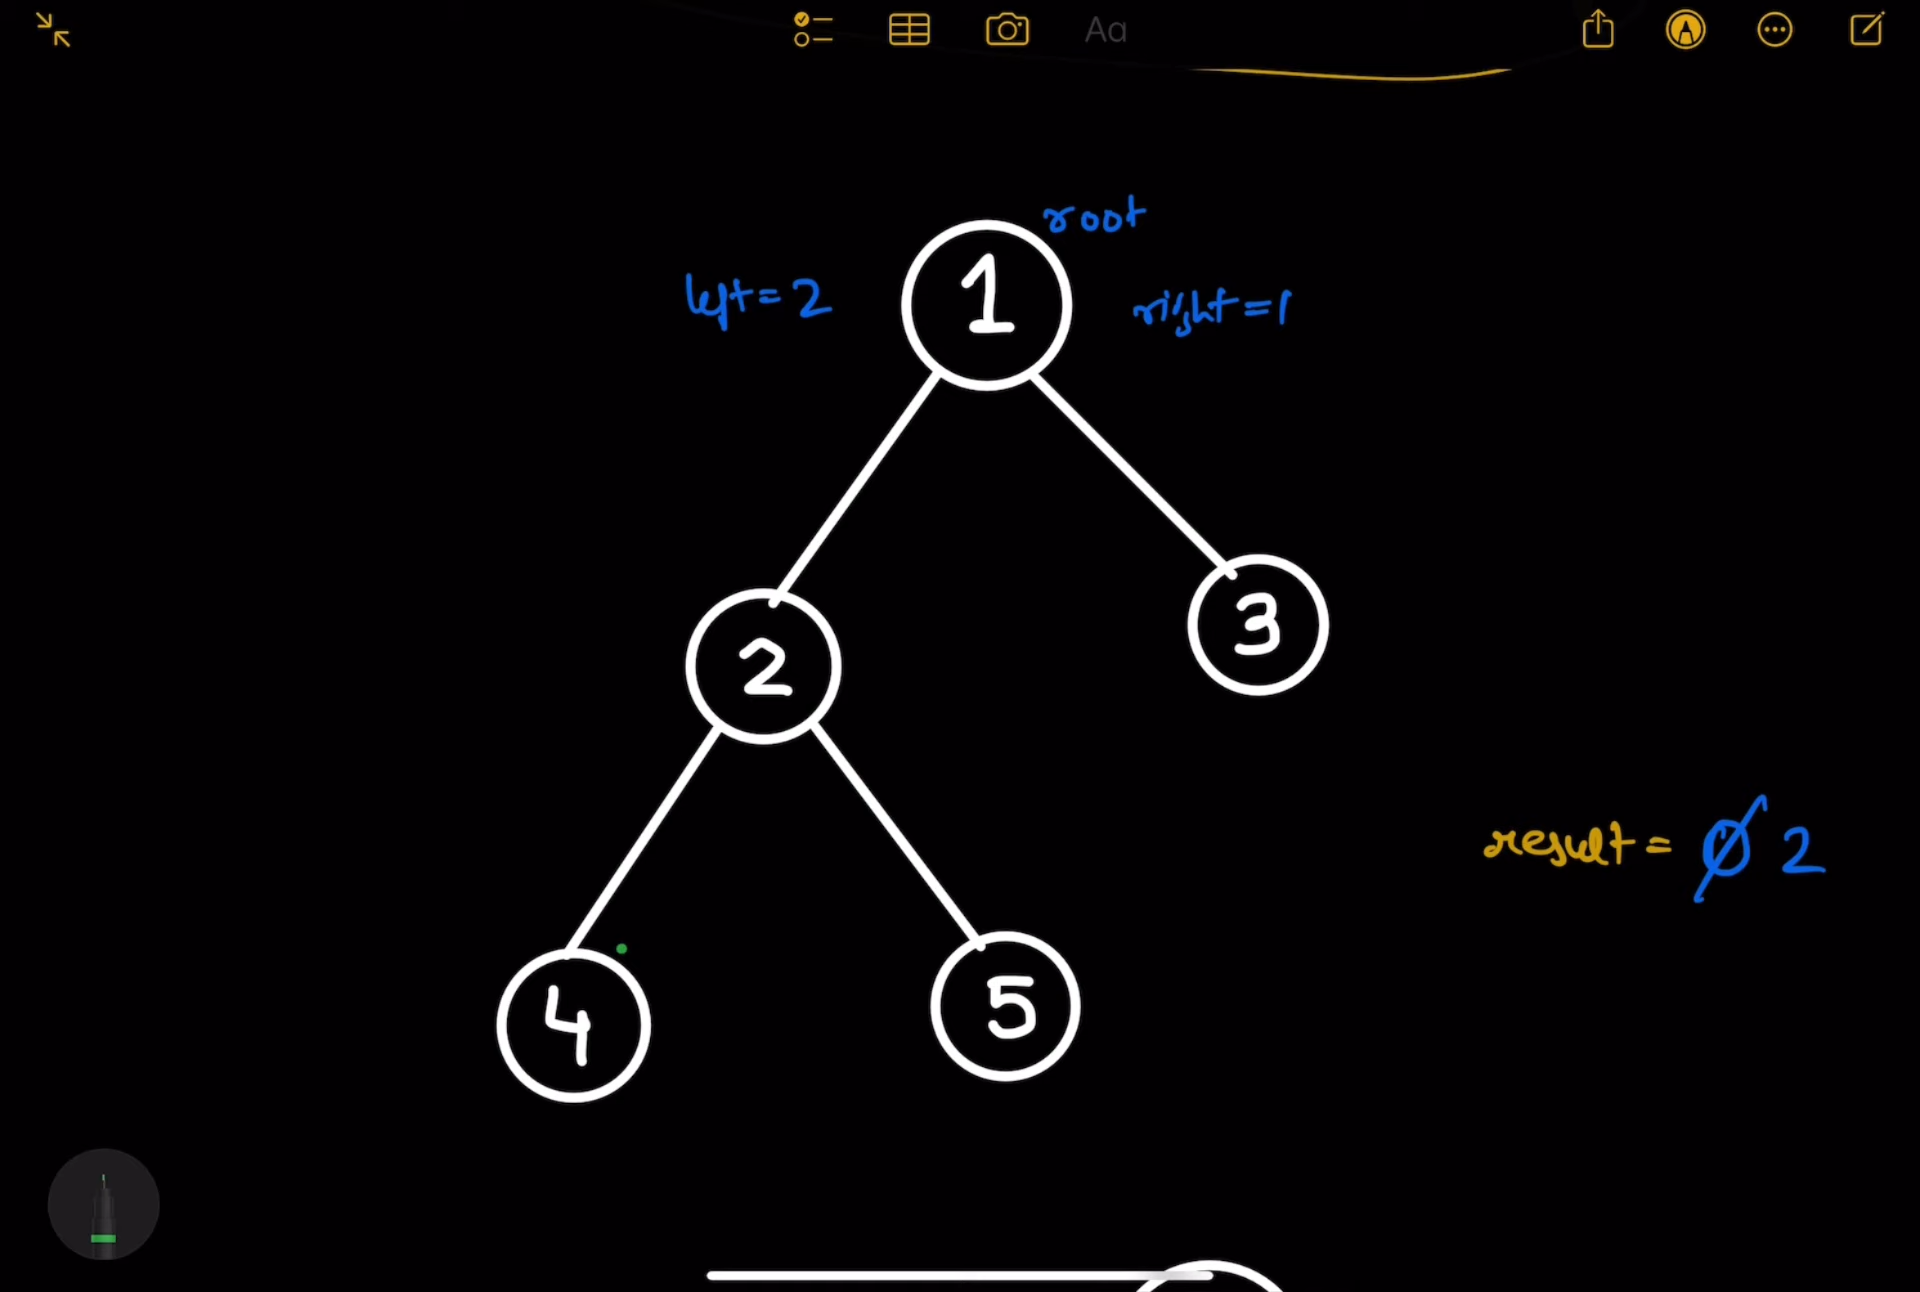 Aa
root
left = 2
1
right = 1
2
3
result = 0 2
4
5